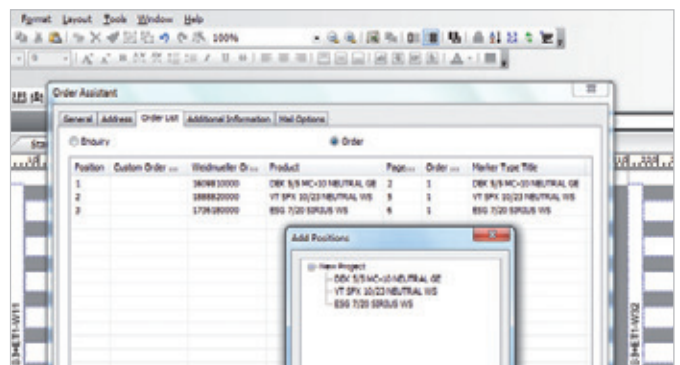 Format Layout Tools Window Help
100%
Order Assistant
General Address Order List Additional Information Mail Options
Enquiry Order
Position Custom Order ... Weidmueller Or... Product Page... Order ... Marker Type Title
1 1609810000 DEK 5/5 MC-10 NEUTRAL GE 2 1 DEK 5/5 MC-10 NEUTRAL GE
2 1888820000 VT SFX 10/23 NEUTRAL WS 5 1 VT SFX 10/23 NEUTRAL WS
3 1736180000 ESG 7/20 SIRIUS WS 6 1 ESG 7/20 SIRIUS WS
Add Positions
New Project
DEK 5/5 MC-10 NEUTRAL GE
VT SFX 10/23 NEUTRAL WS
ESG 7/20 SIRIUS WS